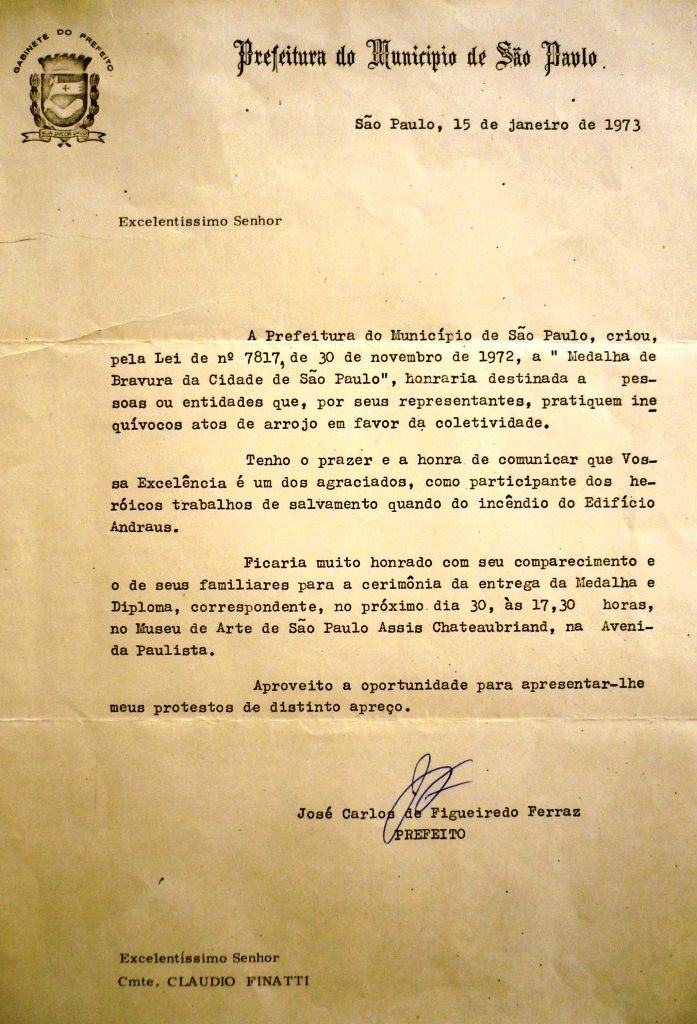 GABINETE DO PREFEITO
Prefeitura do Municipio de São Paulo.
São Paulo, 15 de janeiro de 1973
Excelentissimo Senhor
A Prefeitura do Município de São Paulo, criou,
pela Lei de nº 7817, de 30 de novembro de 1972, a " Medalha de
Bravura da Cidade de São Paulo", honraria destinada a pes-
soas ou entidades que, por seus representantes, pratiquem ine
quívocos atos de arrojo em favor da coletividade.
Tenho o prazer e a honra de comunicar que Vos-
sa Excelência é um dos agraciados, como participante dos he-
róicos trabalhos de salvamento quando do incêndio do Edifício
Andraus.
Ficaria muito honrado com seu comparecimento e
o de seus familiares para a cerimônia da entrega da Medalha e
Diploma, correspondente, no próximo dia 30, às 17,30 horas,
no Museu de Arte de São Paulo Assis Chateaubriand, na Aveni-
da Paulista.
Aproveito a oportunidade para apresentar-lhe
meus protestos de distinto apreço.
José Carlos de Figueiredo Ferraz
PREFEITO
Excelentíssimo Senhor
Cmte. CLAUDIO FINATTI